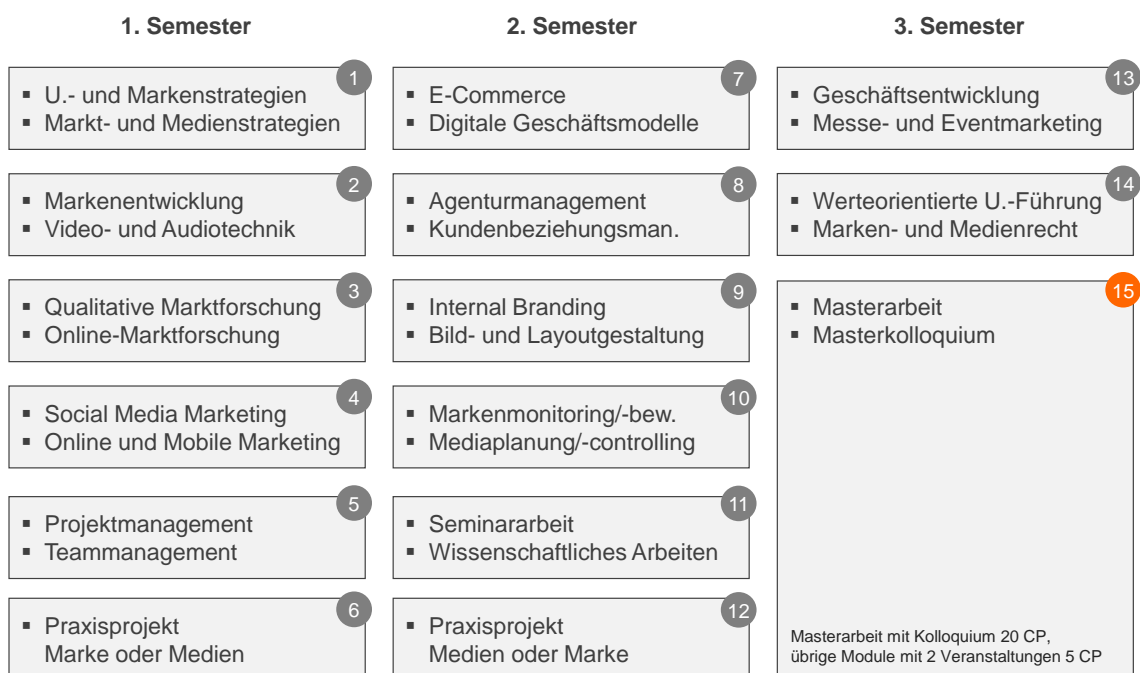 1. Semester
2. Semester
3. Semester
1
▪ U.- und Markenstrategien
▪ Markt- und Medienstrategien
2
▪ Markenentwicklung
▪ Video- und Audiotechnik
3
▪ Qualitative Marktforschung
▪ Online-Marktforschung
4
▪ Social Media Marketing
▪ Online und Mobile Marketing
5
▪ Projektmanagement
▪ Teammanagement
6
▪ Praxisprojekt
Marke oder Medien
7
▪ E-Commerce
▪ Digitale Geschäftsmodelle
8
▪ Agenturmanagement
▪ Kundenbeziehungsman.
9
▪ Internal Branding
▪ Bild- und Layoutgestaltung
10
▪ Markenmonitoring/-bew.
▪ Mediaplanung/-controlling
11
▪ Seminararbeit
▪ Wissenschaftliches Arbeiten
12
▪ Praxisprojekt
Medien oder Marke
13
▪ Geschäftsentwicklung
▪ Messe- und Eventmarketing
14
▪ Werteorientierte U.-Führung
▪ Marken- und Medienrecht
15
▪ Masterarbeit
▪ Masterkolloquium
Masterarbeit mit Kolloquium 20 CP,
übrige Module mit 2 Veranstaltungen 5 CP